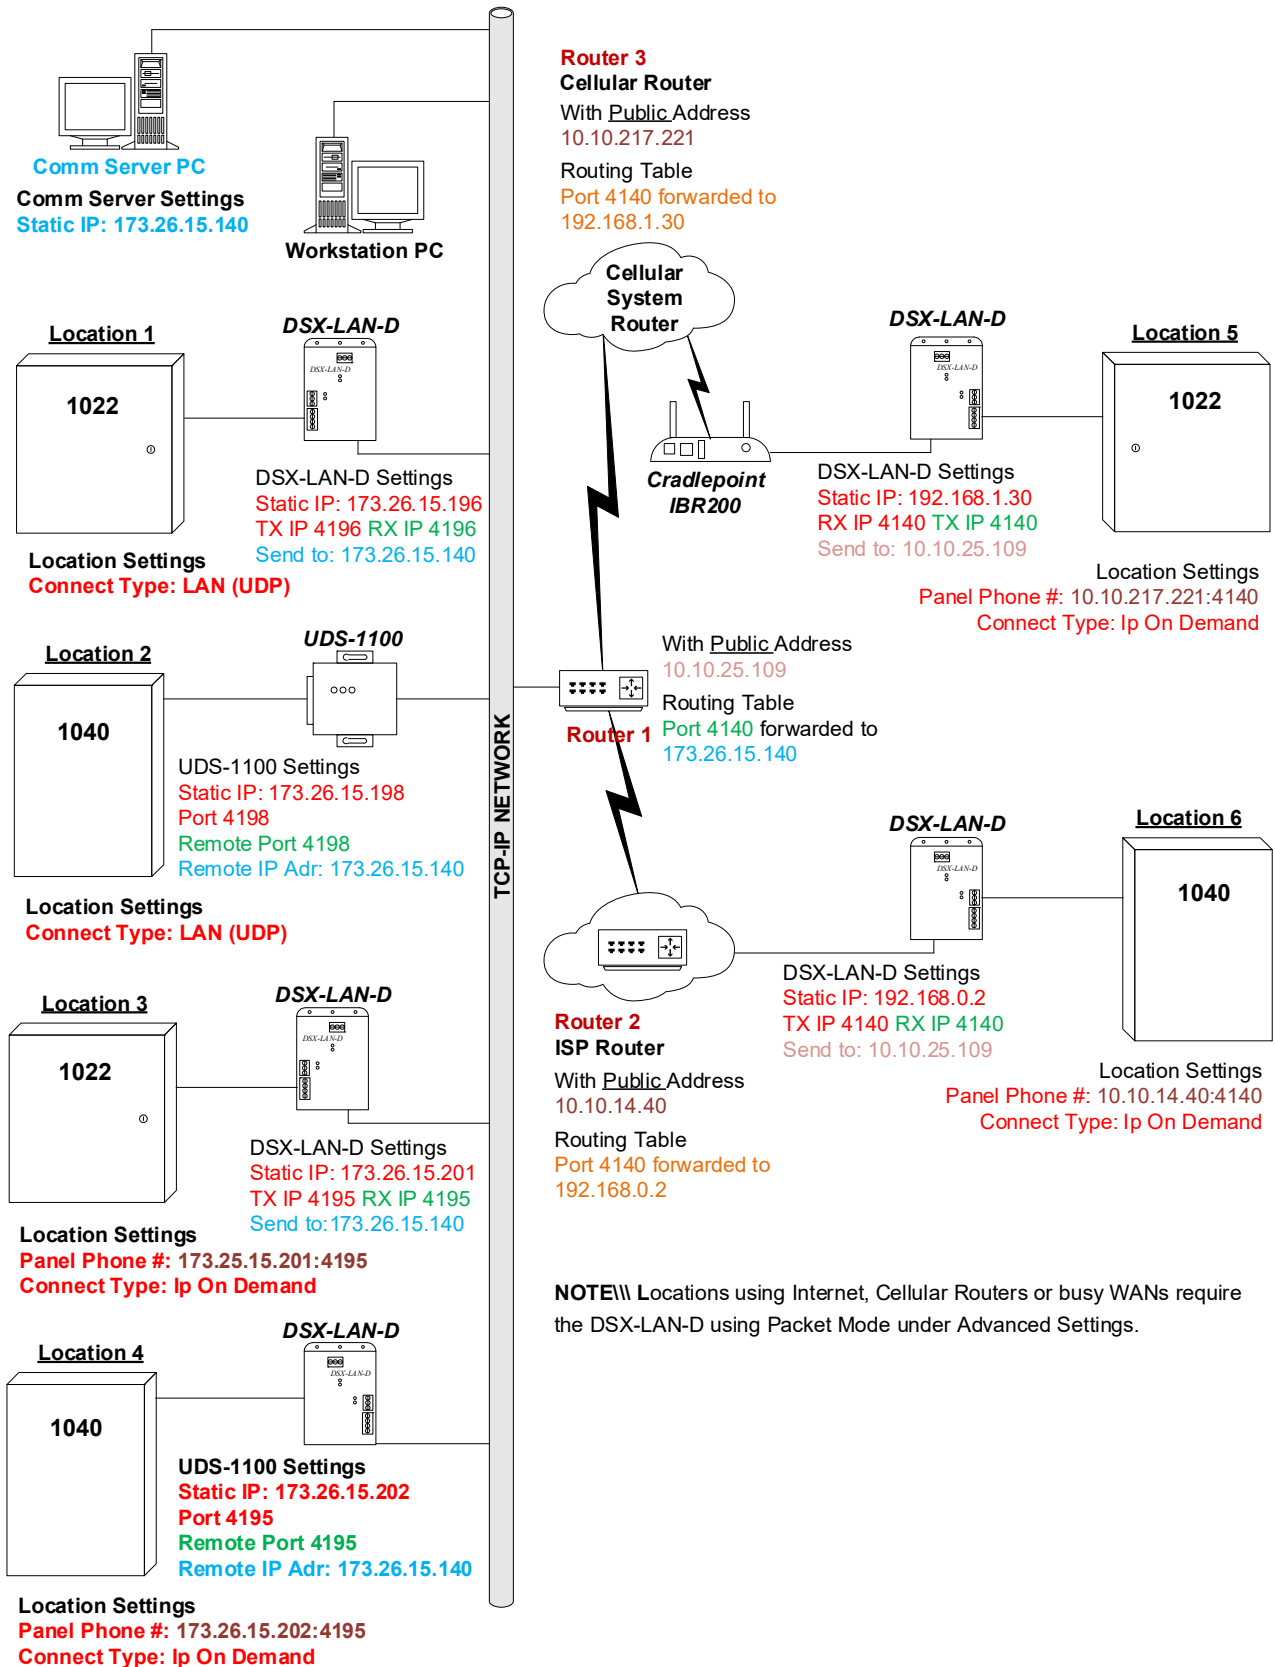 Comm Server PC
Comm Server Settings
Static IP: 173.26.15.140
Workstation PC
Router 3
Cellular Router
With Public Address
10.10.217.221
Routing Table
Port 4140 forwarded to
192.168.1.30
Cellular
System
Router
Location 1
1022
DSX-LAN-D
DSX-LAN-D
DSX-LAN-D Settings
Static IP: 173.26.15.196
TX IP 4196 RX IP 4196
Send to: 173.26.15.140
Location Settings
Connect Type: LAN (UDP)
Cradlepoint
IBR200
DSX-LAN-D
DSX-LAN-D
Location 5
1022
DSX-LAN-D Settings
Static IP: 192.168.1.30
RX IP 4140 TX IP 4140
Send to: 10.10.25.109
Location Settings
Panel Phone #: 10.10.217.221:4140
Connect Type: Ip On Demand
Location 2
1040
UDS-1100
UDS-1100 Settings
Static IP: 173.26.15.198
Port 4198
Remote Port 4198
Remote IP Adr: 173.26.15.140
Location Settings
Connect Type: LAN (UDP)
TCP-IP NETWORK
Router 1
With Public Address
10.10.25.109
Routing Table
Port 4140 forwarded to
173.26.15.140
DSX-LAN-D
DSX-LAN-D
Location 6
1040
DSX-LAN-D Settings
Static IP: 192.168.0.2
TX IP 4140 RX IP 4140
Send to: 10.10.25.109
Location Settings
Panel Phone #: 10.10.14.40:4140
Connect Type: Ip On Demand
Router 2
ISP Router
With Public Address
10.10.14.40
Routing Table
Port 4140 forwarded to
192.168.0.2
Location 3
1022
DSX-LAN-D
DSX-LAN-D
DSX-LAN-D Settings
Static IP: 173.26.15.201
TX IP 4195 RX IP 4195
Send to:173.26.15.140
Location Settings
Panel Phone #: 173.25.15.201:4195
Connect Type: Ip On Demand
NOTE\\\ Locations using Internet, Cellular Routers or busy WANs require
the DSX-LAN-D using Packet Mode under Advanced Settings.
Location 4
1040
DSX-LAN-D
DSX-LAN-D
UDS-1100 Settings
Static IP: 173.26.15.202
Port 4195
Remote Port 4195
Remote IP Adr: 173.26.15.140
Location Settings
Panel Phone #: 173.26.15.202:4195
Connect Type: Ip On Demand